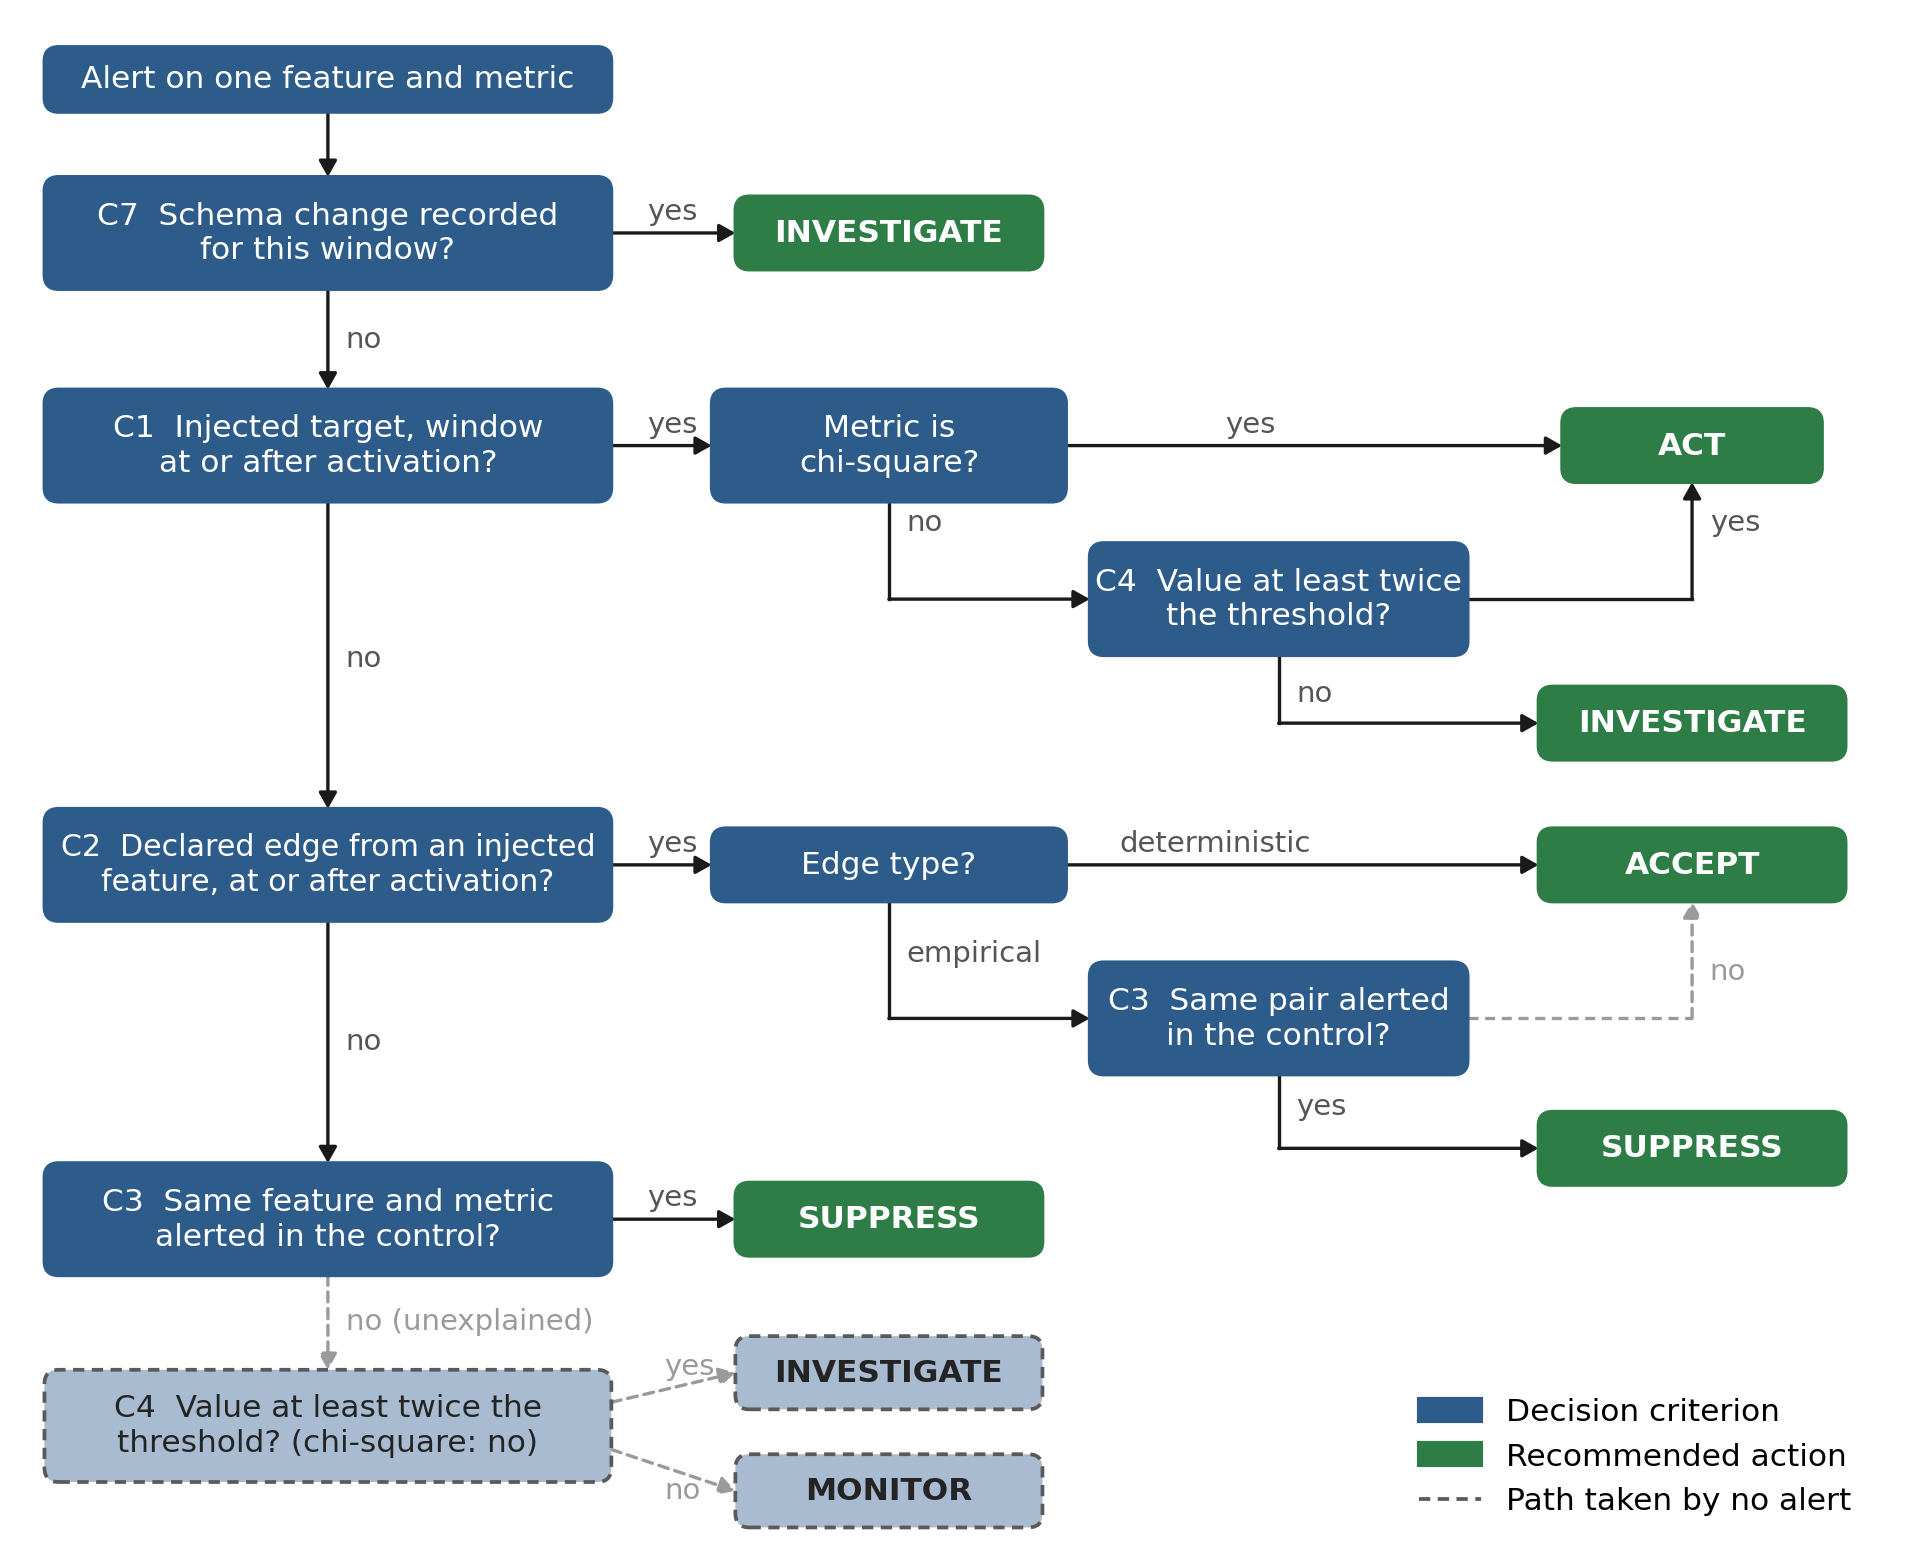 Alert on one feature and metric
C7  Schema change recorded
for this window?
yes
INVESTIGATE
no
C1  Injected target, window
at or after activation?
yes
Metric is
chi-square?
yes
ACT
no
C4  Value at least twice
the threshold?
yes
no
INVESTIGATE
no
C2  Declared edge from an injected
feature, at or after activation?
yes
Edge type?
deterministic
ACCEPT
empirical
C3  Same pair alerted
in the control?
no
yes
SUPPRESS
no
C3  Same feature and metric
alerted in the control?
yes
SUPPRESS
no (unexplained)
C4  Value at least twice the
threshold? (chi-square: no)
yes
INVESTIGATE
no
MONITOR
Decision criterion
Recommended action
Path taken by no alert